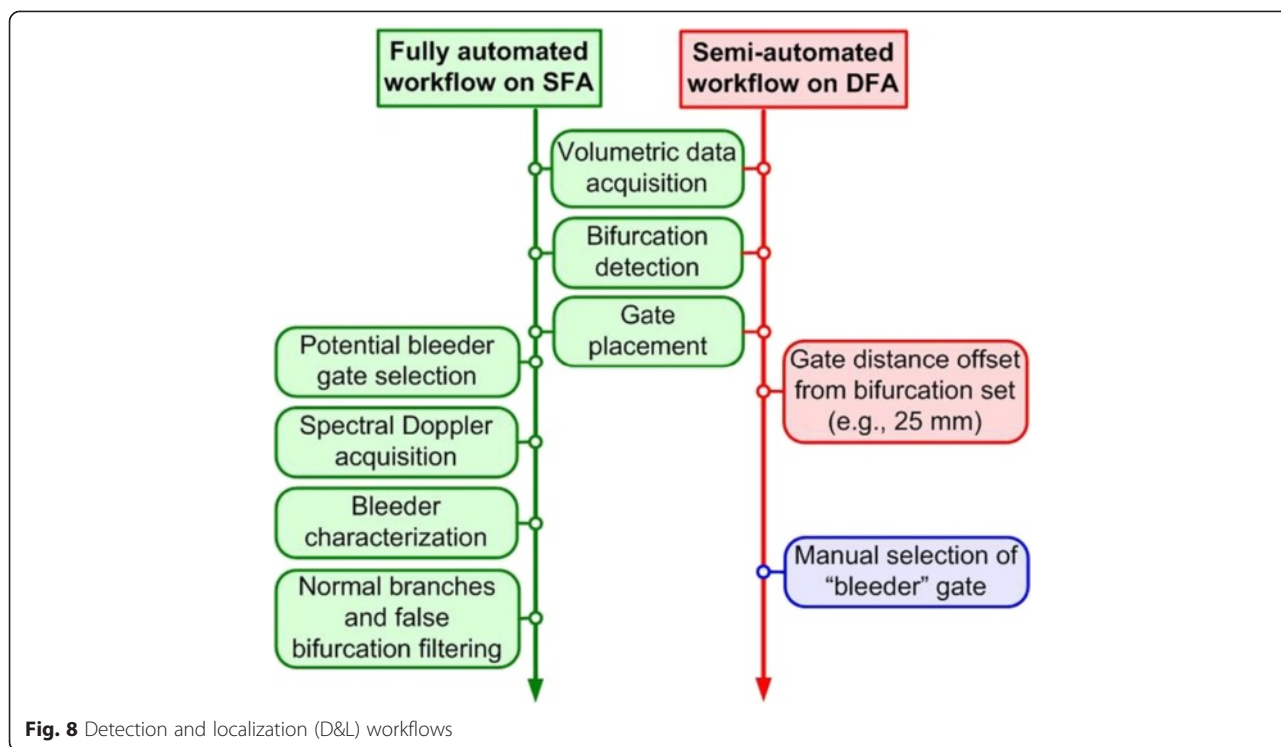 Fully automated
workflow on SFA
Semi-automated
workflow on DFA
Volumetric data
acquisition
Bifurcation
detection
Gate
placement
Potential bleeder
gate selection
Gate distance offset
from bifurcation set
(e.g., 25 mm)
Spectral Doppler
acquisition
Bleeder
characterization
Manual selection of
“bleeder” gate
Normal branches
and false
bifurcation filtering
Fig. 8 Detection and localization (D&L) workflows